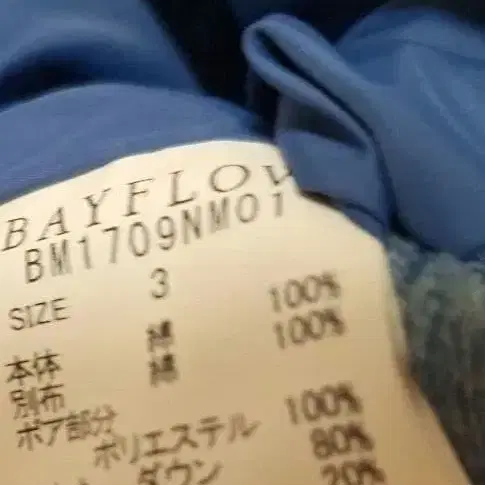 BAYFLOW
BM1709NM01
SIZE 3
本体 綿 100%
別布 綿 100%
ボア部分
ポリエステル 100%
ダウン 80%
20%